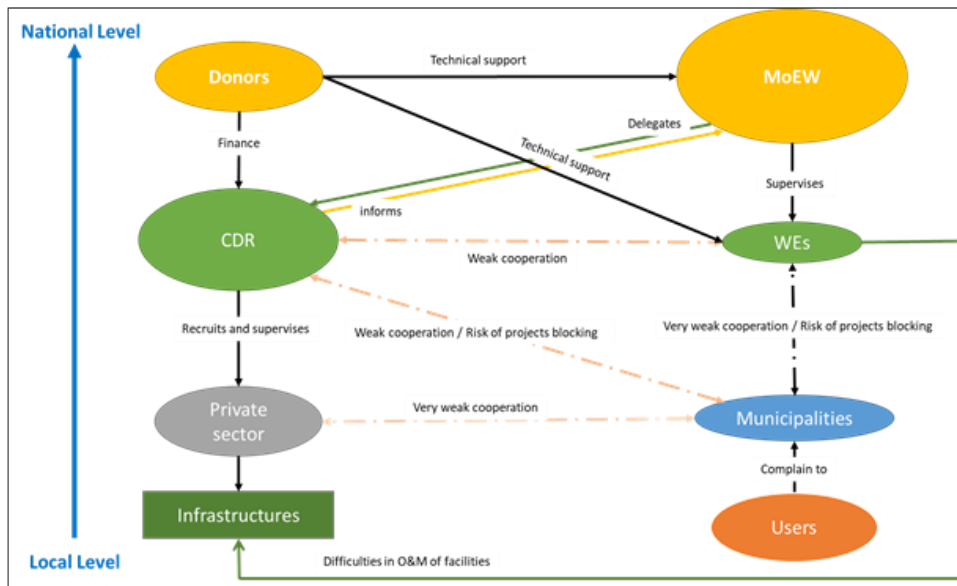 National Level
Donors
Technical support
MoEW
Finance
Delegates
Technical support
informs
Supervises
CDR
WEs
Weak cooperation
Recruits and supervises
Weak cooperation / Risk of projects blocking
Very weak cooperation / Risk of projects blocking
Private
sector
Very weak cooperation
Municipalities
Complain to
Infrastructures
Users
Local Level
Difficulties in O&M of facilities